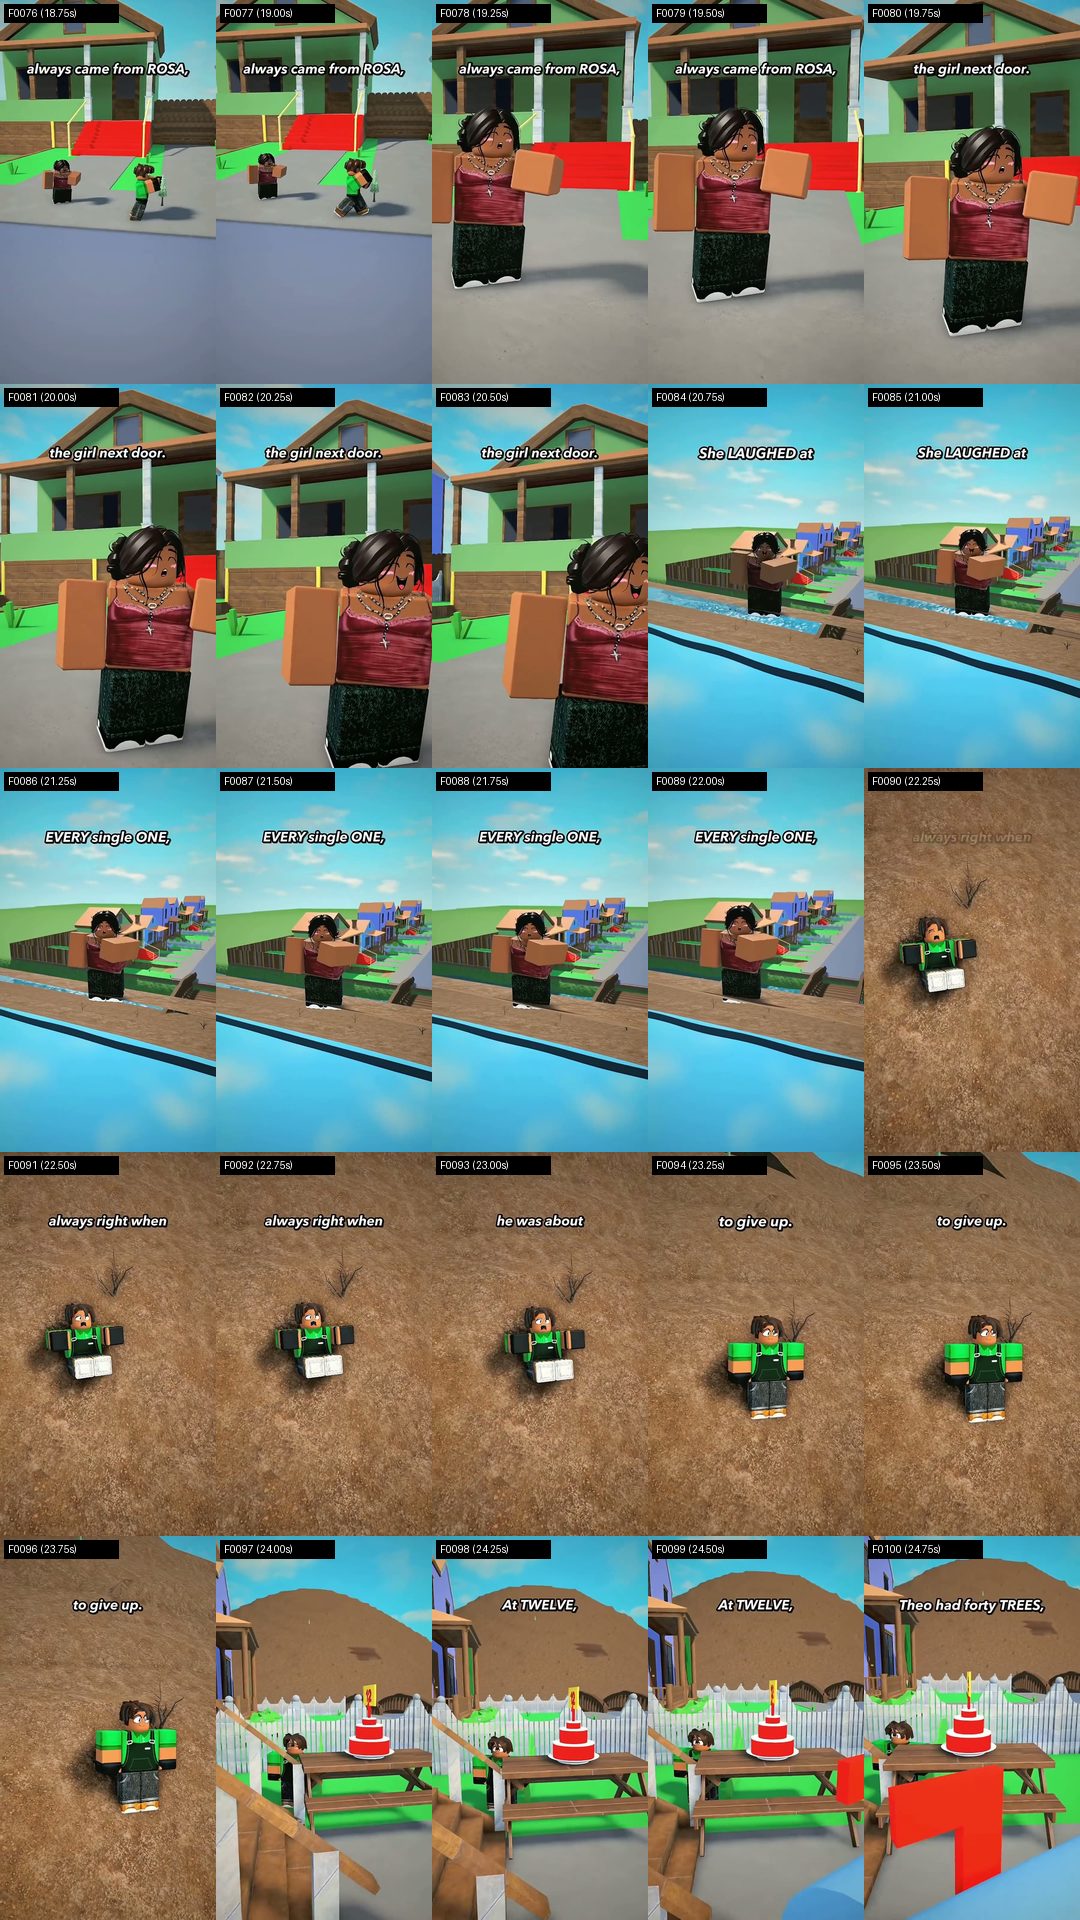 F0076 (18.75s)
always came from ROSA,
F0077 (19.00s)
always came from ROSA,
F0078 (19.25s)
always came from ROSA,
F0079 (19.50s)
always came from ROSA,
F0080 (19.75s)
the girl next door.
F0081 (20.00s)
the girl next door.
F0082 (20.25s)
the girl next door.
F0083 (20.50s)
the girl next door.
F0084 (20.75s)
She LAUGHED at
F0085 (21.00s)
She LAUGHED at
F0086 (21.25s)
EVERY single ONE,
F0087 (21.50s)
EVERY single ONE,
F0088 (21.75s)
EVERY single ONE,
F0089 (22.00s)
EVERY single ONE,
F0090 (22.25s)
always right when
F0091 (22.50s)
always right when
F0092 (22.75s)
always right when
F0093 (23.00s)
he was about
F0094 (23.25s)
to give up.
F0095 (23.50s)
to give up.
F0096 (23.75s)
to give up.
F0097 (24.00s)
F0098 (24.25s)
At TWELVE,
F0099 (24.50s)
At TWELVE,
F0100 (24.75s)
Theo had forty TREES,